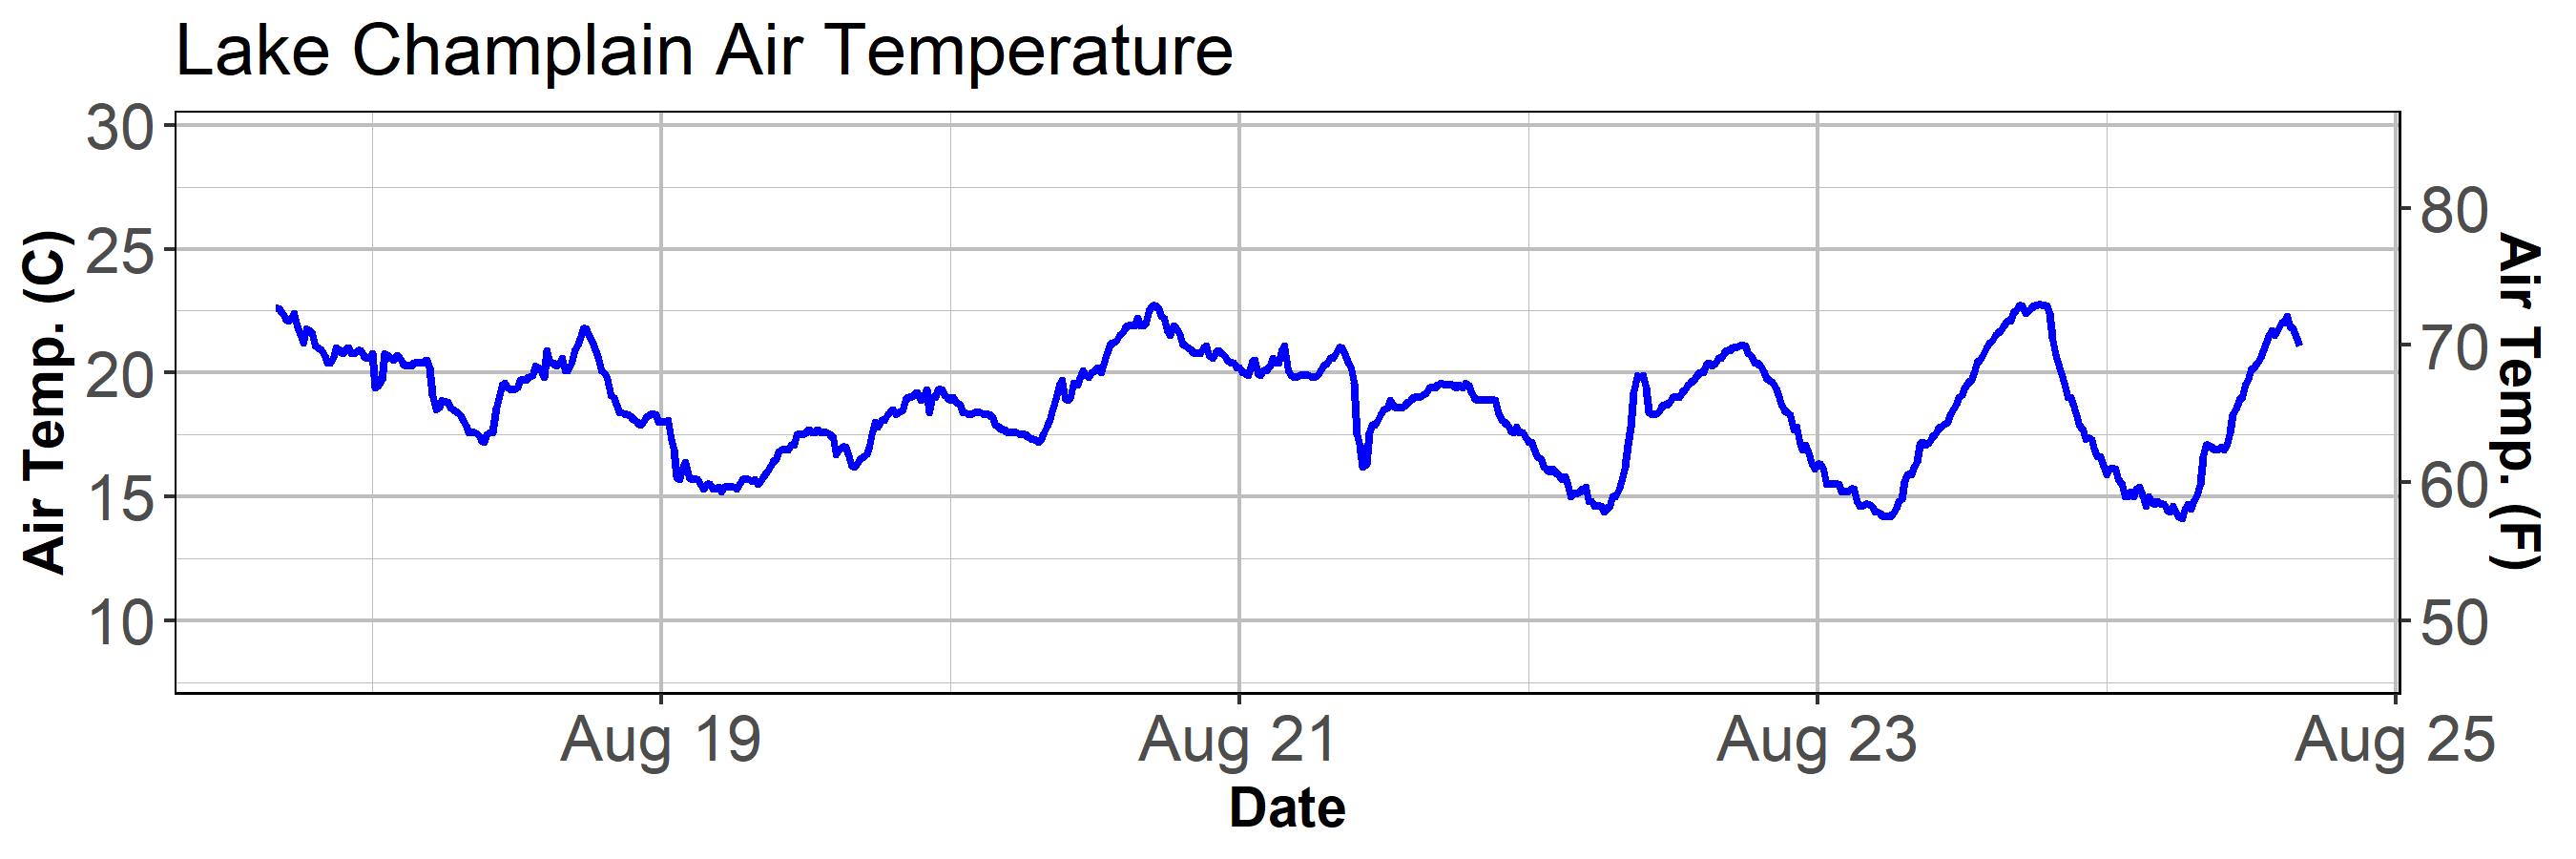 Lake Champlain Air Temperature
30
25
20
15
10
Air Temp. (C)
80
70
60
50
Air Temp. (F)
Aug 19
Aug 21
Aug 23
Aug 25
Date